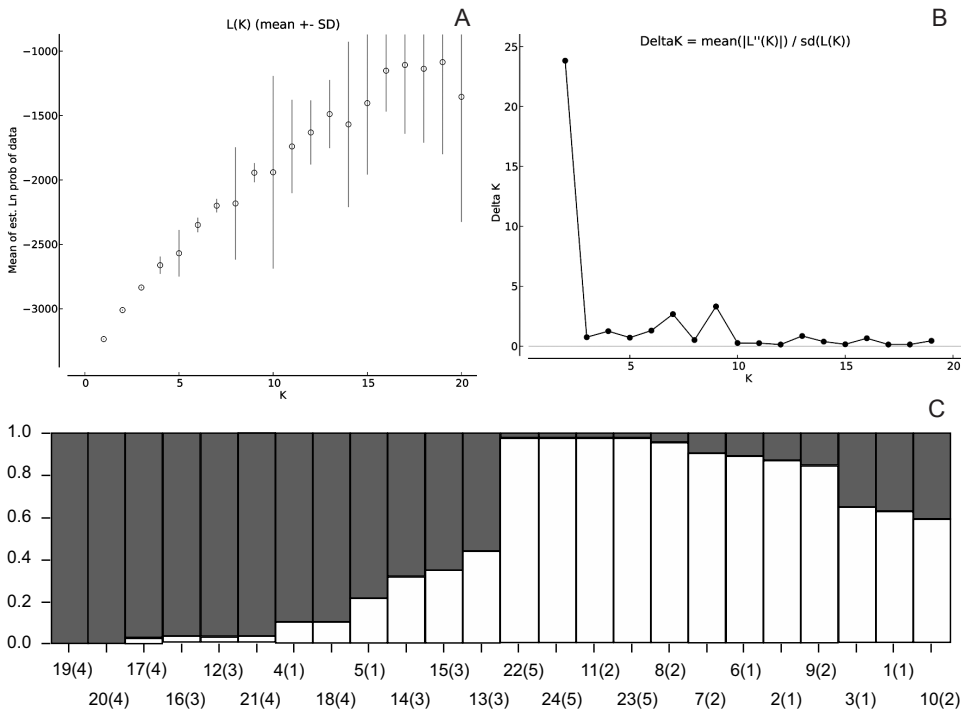 A
L(K) (mean +- SD)
Mean of est. Ln prob of data
−1000
−1500
−2000
−2500
−3000
0 5 10 15 20
K
B
DeltaK = mean(|L''(K)|) / sd(L(K))
Delta K
25
20
15
10
5
0
5 10 15 20
K
C
1.0
0.8
0.6
0.4
0.2
0.0
19(4) 17(4) 12(3) 4(1) 5(1) 15(3) 22(5) 11(2) 8(2) 6(1) 9(2) 1(1)
20(4) 16(3) 21(4) 18(4) 14(3) 13(3) 24(5) 23(5) 7(2) 2(1) 3(1) 10(2)